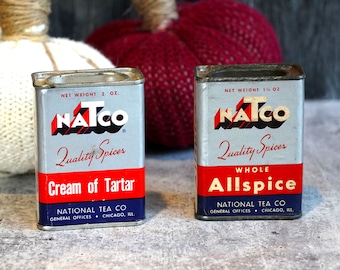 NET WEIGHT 2 OZ.
NATCO
Quality Spices
Cream of Tartar
NATIONAL TEA CO
GENERAL OFFICES • CHICAGO, ILL.
NET WEIGHT 1½ OZ
NATCO
Quality Spices
WHOLE
Allspice
NATIONAL TEA CO
GENERAL OFFICES • CHICAGO, ILL.